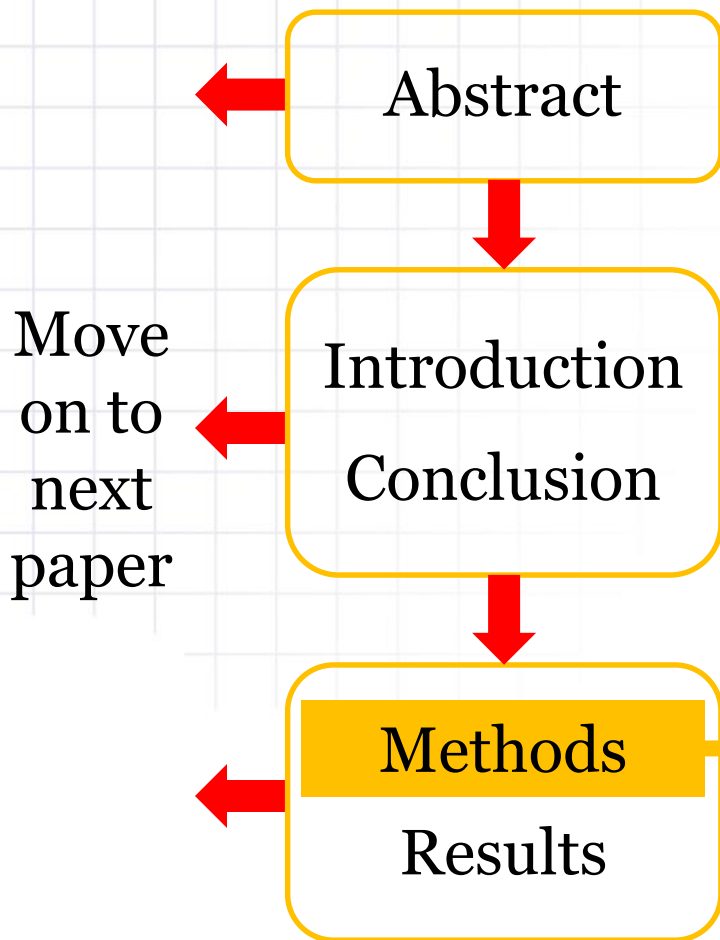 Abstract
Move
on to
next
paper
Introduction
Conclusion
Methods
Results